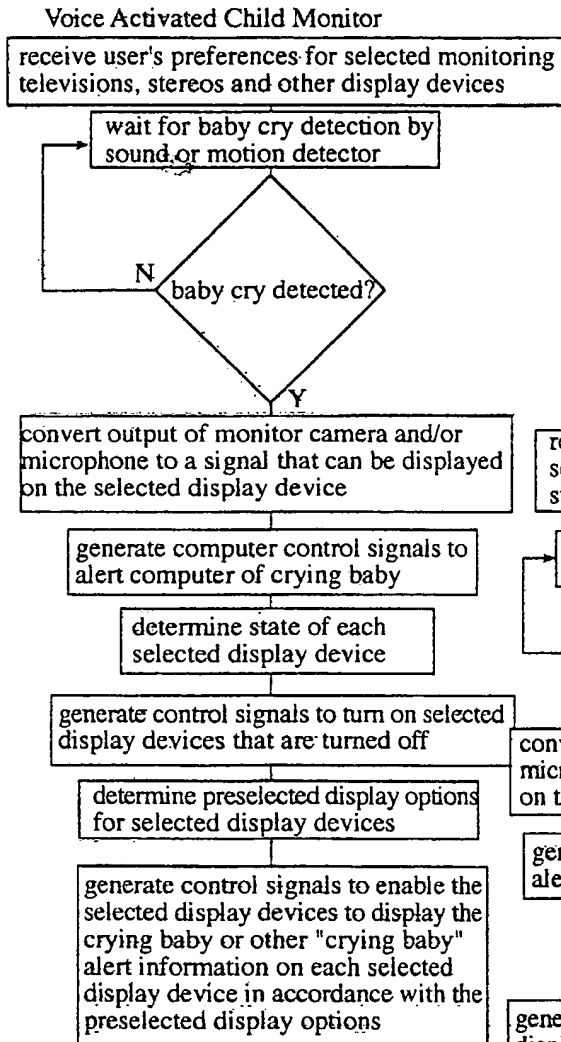 Voice Activated Child Monitor
receive user's preferences for selected monitoring
televisions, stereos and other display devices
wait for baby cry detection by
sound or motion detector
N
baby cry detected?
Y
convert output of monitor camera and/or
microphone to a signal that can be displayed
on the selected display device
generate computer control signals to
alert computer of crying baby
determine state of each
selected display device
generate control signals to turn on selected
display devices that are turned off
determine preselected display options
for selected display devices
generate control signals to enable the
selected display devices to display the
crying baby or other "crying baby"
alert information on each selected
display device in accordance with the
preselected display options
conv
micr
on t
gen
ale
gene